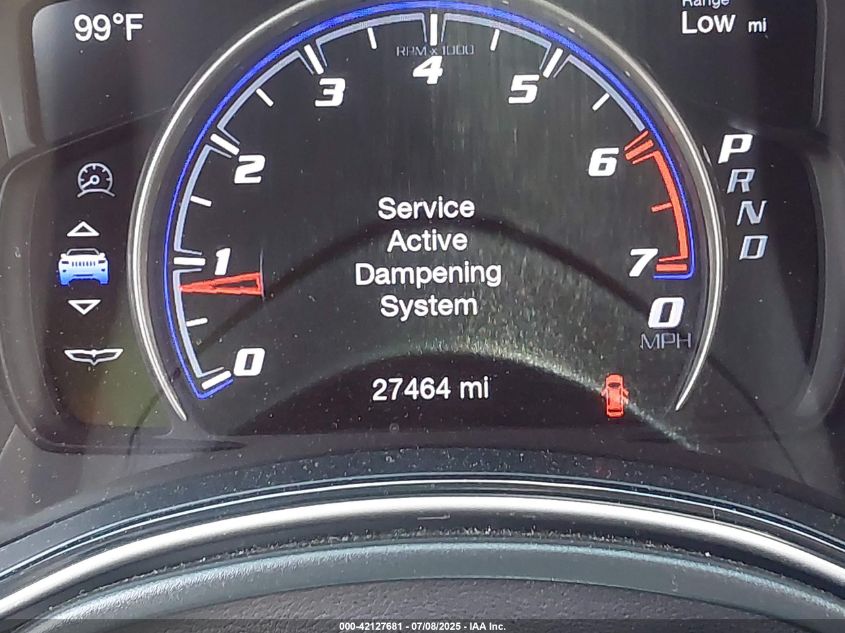 99°F
Range
Low mi
RPM x 1000
0
1
2
3
4
5
6
7
P
R
N
D
Service
Active
Dampening
System
0
MPH
27464 mi
000-42127681 - 07/08/2025 - IAA Inc.